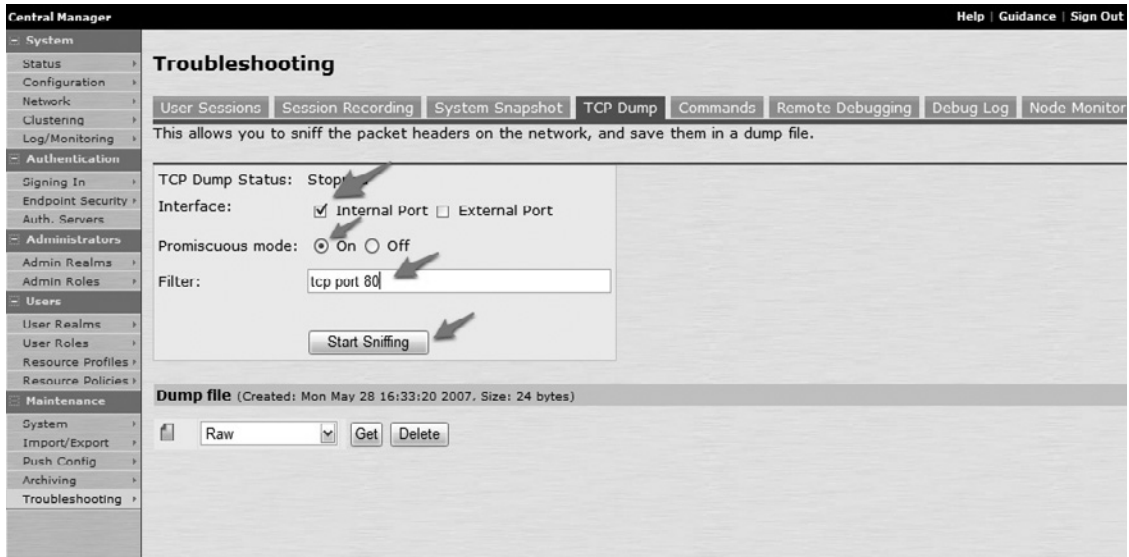 Central Manager
Help | Guidance | Sign Out
System
Status
Configuration
Network
Clustering
Log/Monitoring
Authentication
Signing In
Endpoint Security
Auth. Servers
Administrators
Admin Realms
Admin Roles
Users
User Realms
User Roles
Resource Profiles
Resource Policies
Maintenance
System
Import/Export
Push Config
Archiving
Troubleshooting
Troubleshooting
User Sessions Session Recording System Snapshot TCP Dump Commands Remote Debugging Debug Log Node Monitor
This allows you to sniff the packet headers on the network, and save them in a dump file.
TCP Dump Status:
Interface: Internal Port External Port
Promiscuous mode: On Off
Filter: tcp port 80
Start Sniffing
Dump file (Created: Mon May 28 16:33:20 2007. Size: 24 bytes)
Raw Get Delete